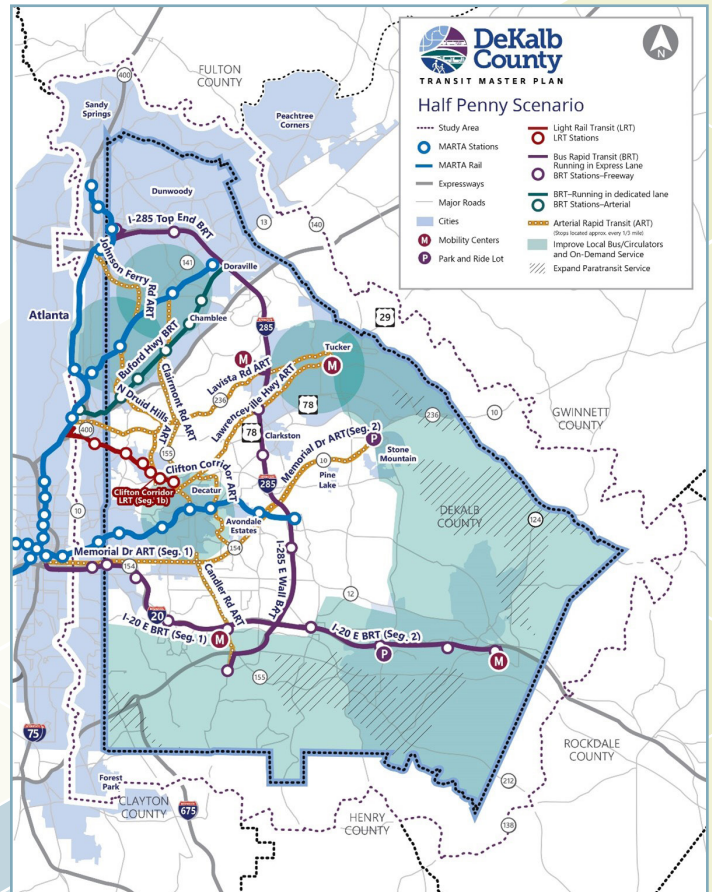 DeKalb
County
TRANSIT MASTER PLAN
Half Penny Scenario
Study Area
MARTA Stations
MARTA Rail
Expressways
Major Roads
Cities
M
Mobility Centers
P
Park and Ride Lot
Light Rail Transit (LRT)
LRT Stations
Bus Rapid Transit (BRT)
Running in Express Lane
BRT Stations–Freeway
BRT–Running in dedicated lane
BRT Stations–Arterial
Arterial Rapid Transit (ART)
(Stops located approx. every 1/3 mile)
Improve Local Bus/Circulators
and On-Demand Service
Expand Paratransit Service
N
FULTON
COUNTY
400
Sandy
Springs
Peachtree
Corners
Dunwoody
I-285 Top End BRT
13
140
Johnson Ferry Rd ART
141
Doraville
Atlanta
Chamblee
285
29
Buford Hwy BRT
Tucker
M
M
Lavista Rd ART
Clairmont Rd ART
Lawrenceville Hwy ART
236
78
N Druid Hills ART
236
10
GWINNETT
COUNTY
400
78
Clarkston
Memorial Dr ART (Seg. 2)
P
155
Stone
Mountain
Clifton Corridor ART
10
Pine
Lake
285
Clifton Corridor
LRT (Seg. 1b)
Decatur
10
Avondale
Estates
DEKALB
COUNTY
124
154
Memorial Dr ART (Seg. 1)
154
Candler Rd ART
I-285 E Wall BRT
12
20
I-20 E BRT (Seg. 1)
M
I-20 E BRT (Seg. 2)
P
M
155
75
ROCKDALE
COUNTY
Forest
Park
CLAYTON
COUNTY
675
212
HENRY
COUNTY
138